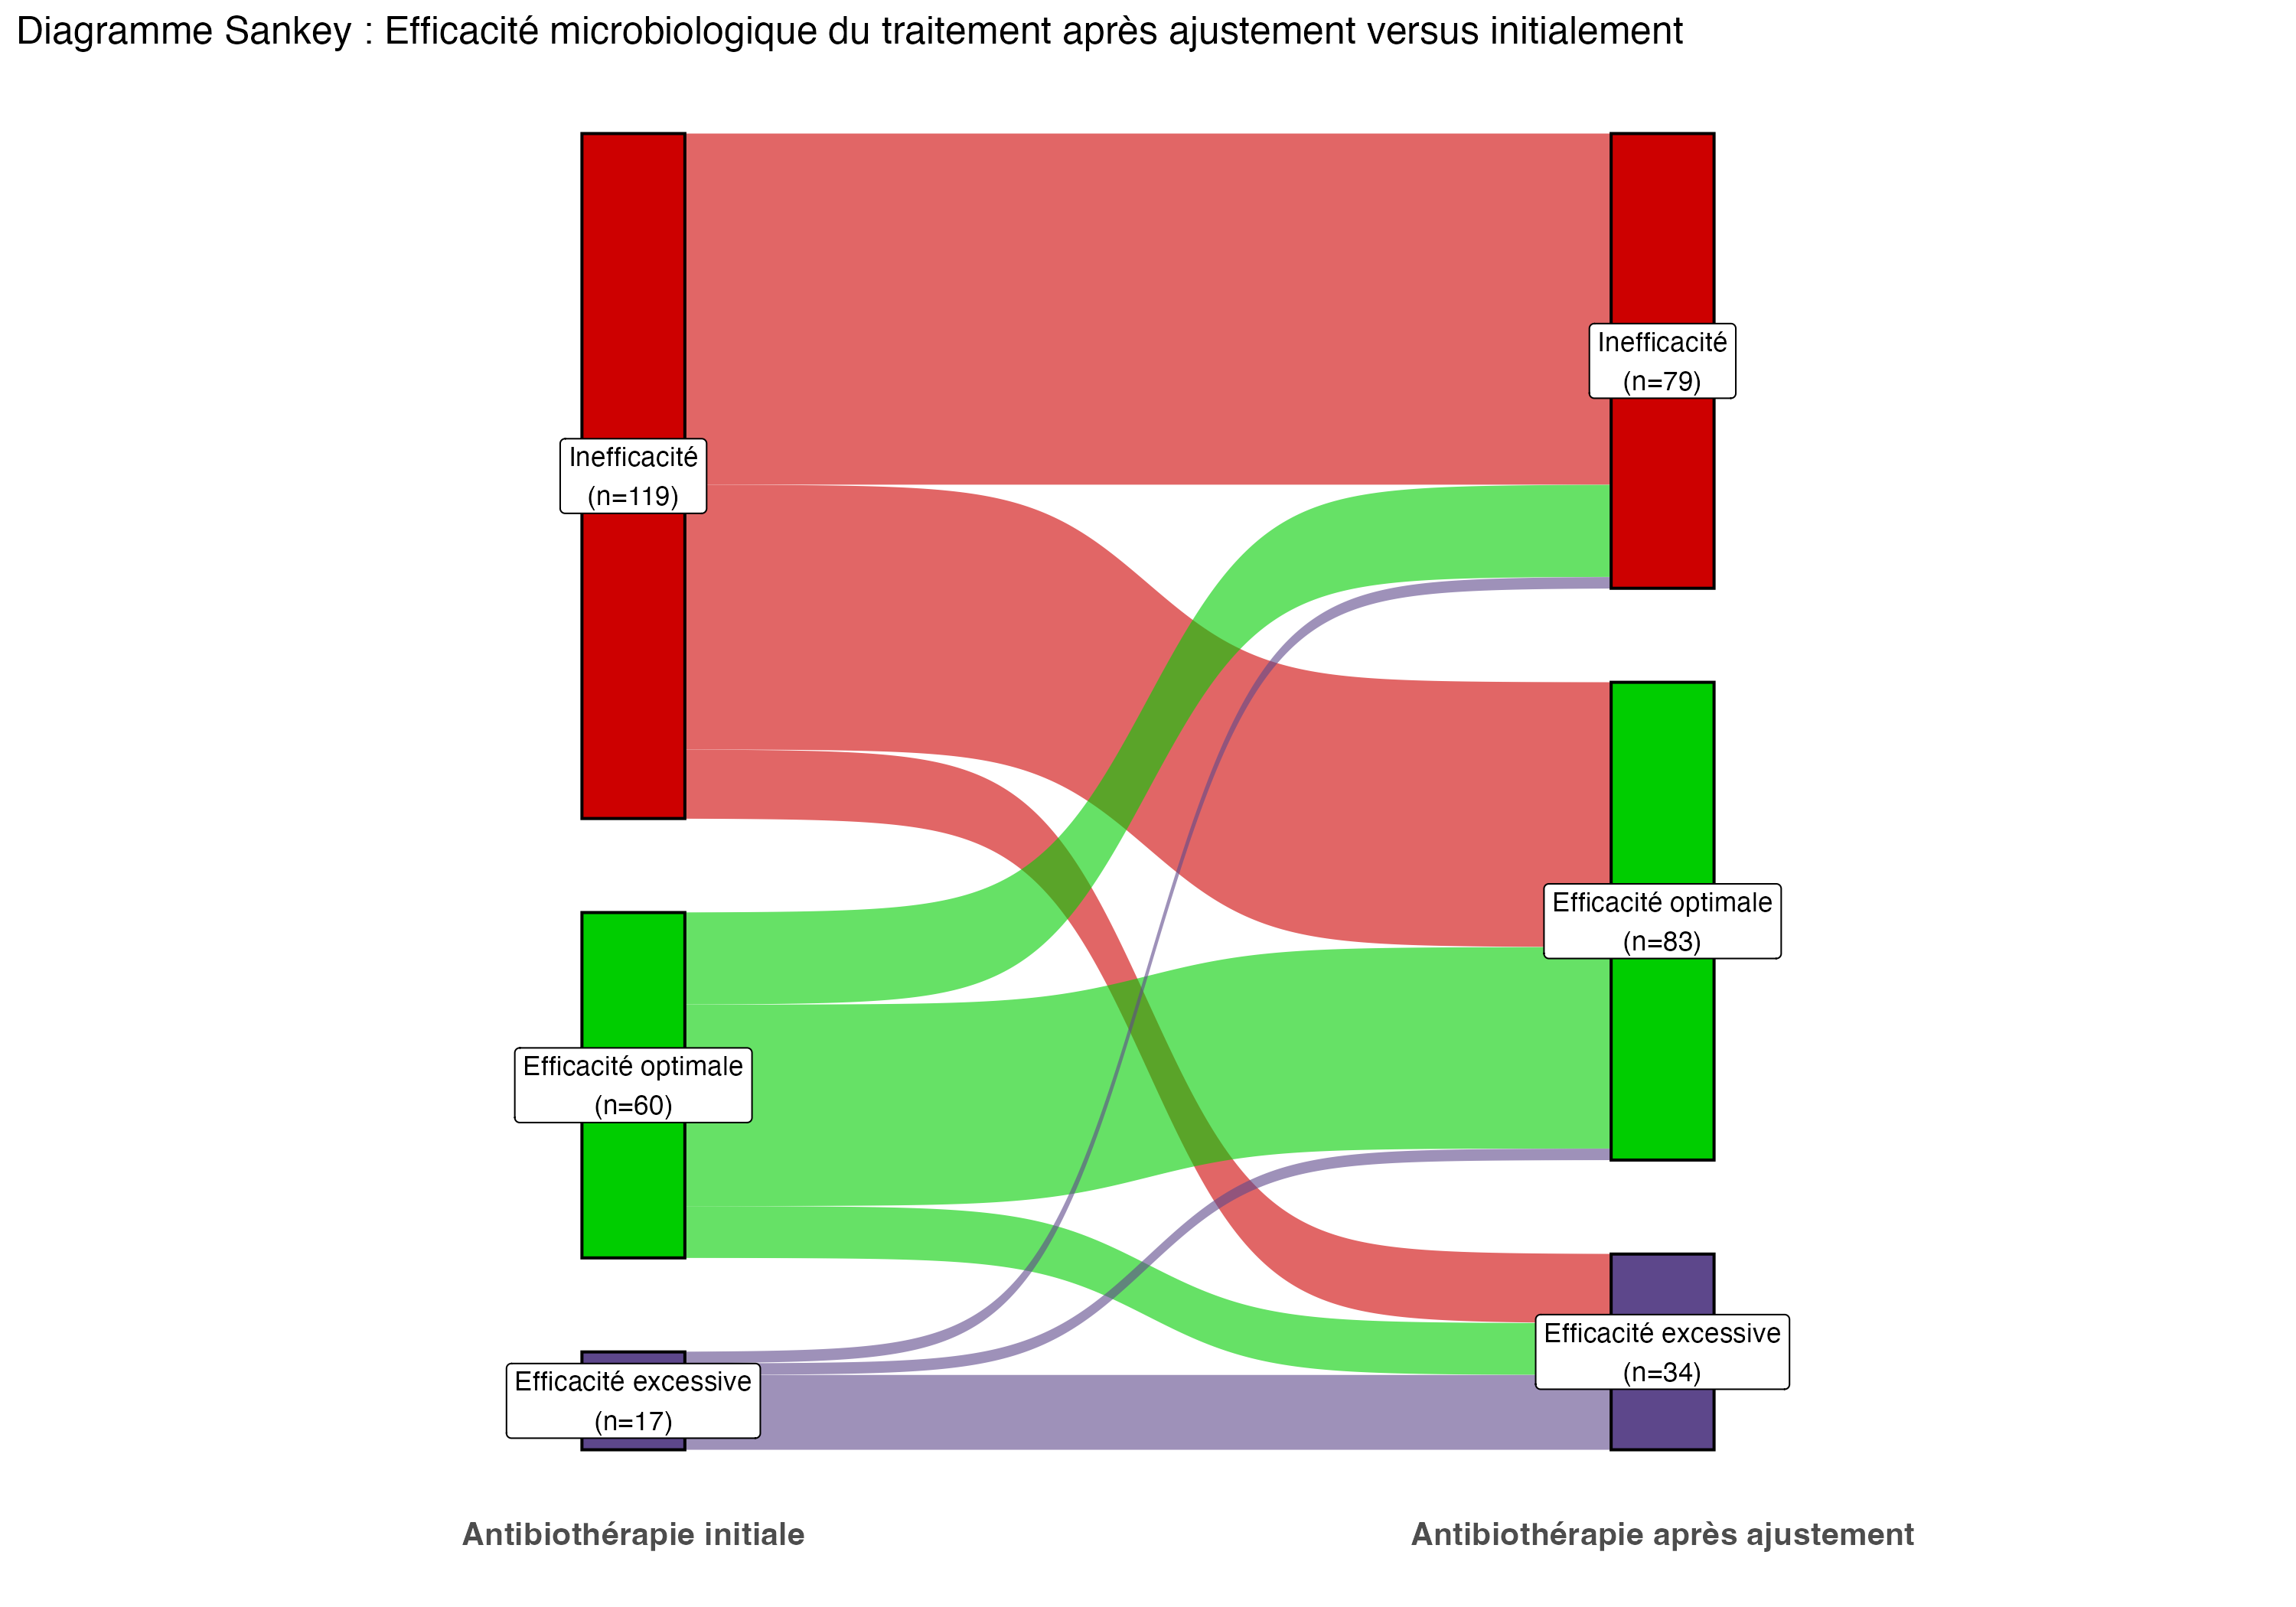 Diagramme Sankey : Efficacité microbiologique du traitement après ajustement versus initialement
Inefficacité
(n=119)
Efficacité optimale
(n=60)
Efficacité excessive
(n=17)
Inefficacité
(n=79)
Efficacité optimale
(n=83)
Efficacité excessive
(n=34)
Antibiothérapie initiale
Antibiothérapie après ajustement